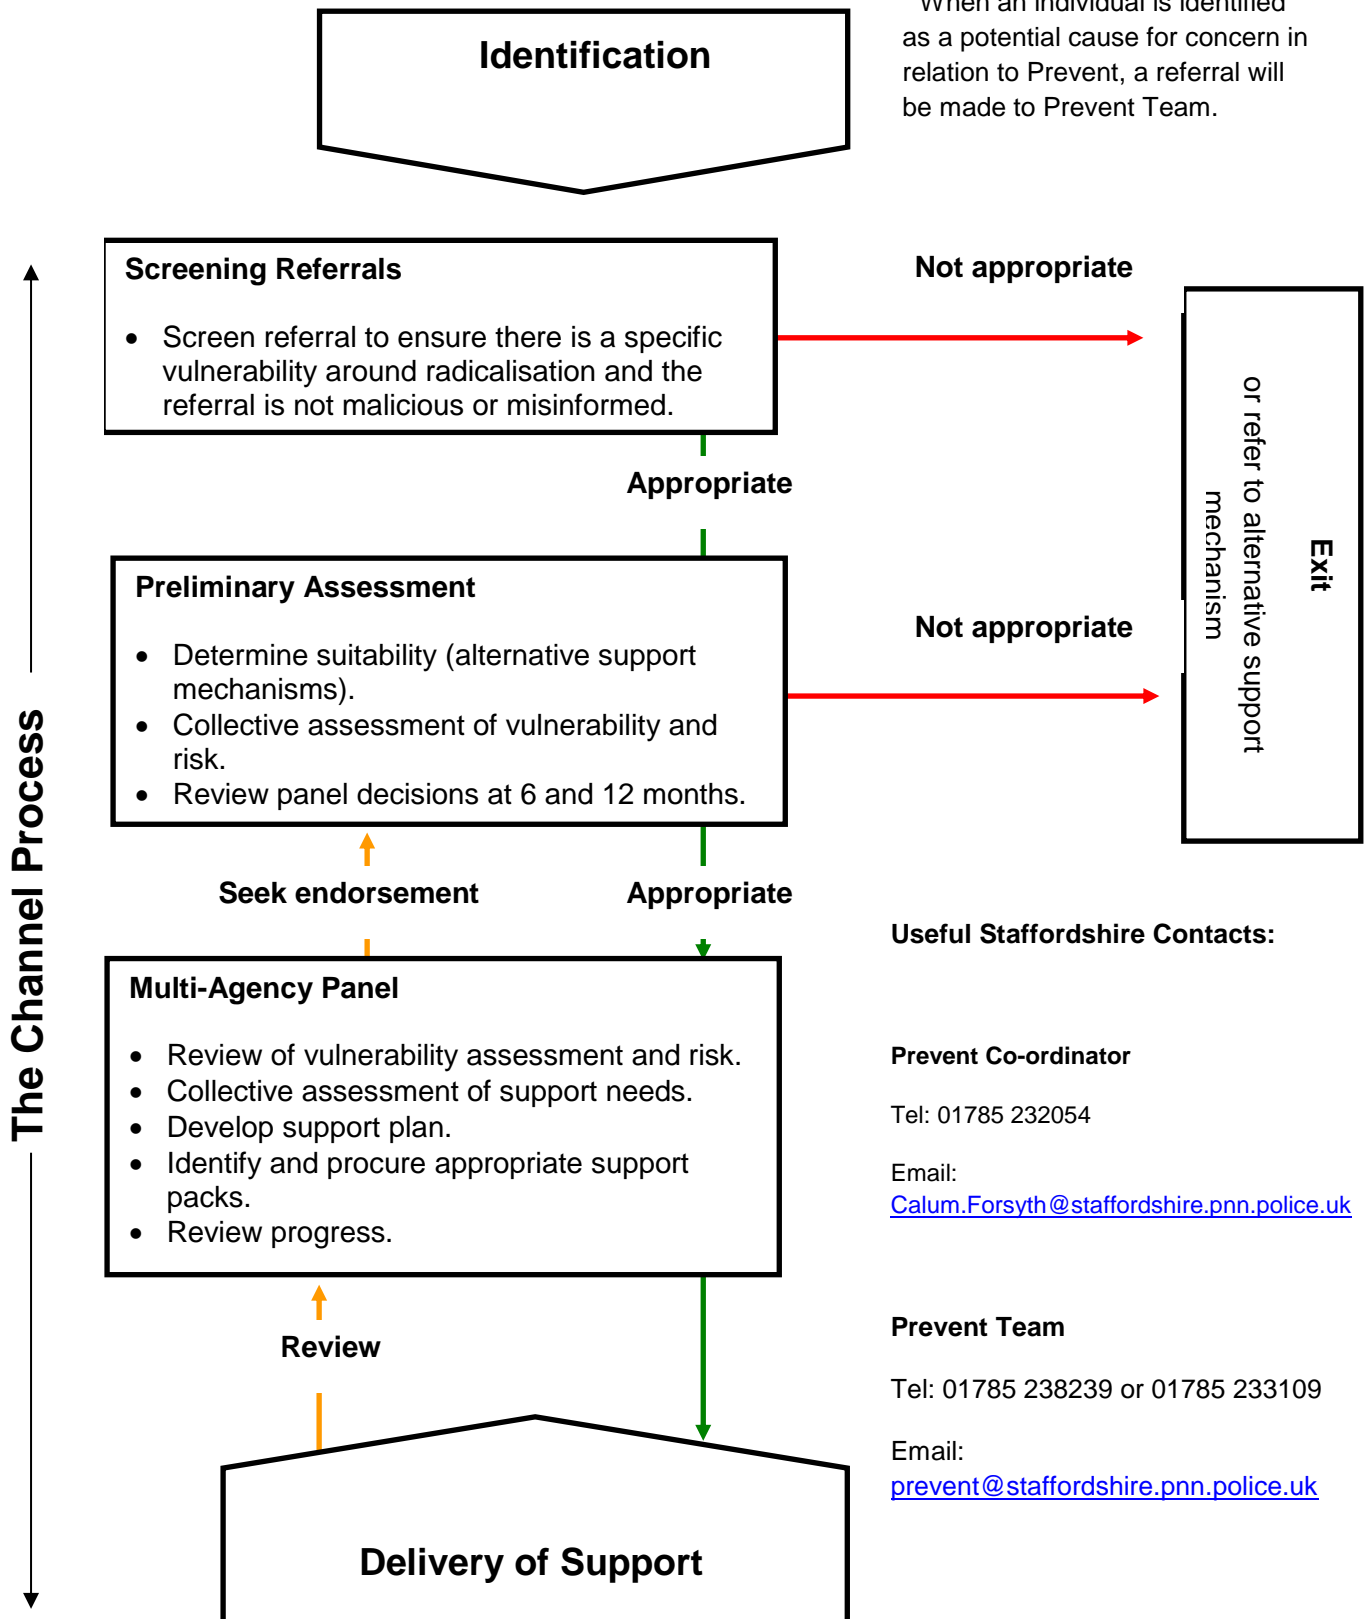 Identification
When an individual is identified
as a potential cause for concern in
relation to Prevent, a referral will
be made to Prevent Team.
The Channel Process
Screening Referrals
• Screen referral to ensure there is a specific
vulnerability around radicalisation and the
referral is not malicious or misinformed.
Not appropriate
Appropriate
Exit
or refer to alternative support
mechanism
Preliminary Assessment
• Determine suitability (alternative support
mechanisms).
• Collective assessment of vulnerability and
risk.
• Review panel decisions at 6 and 12 months.
Not appropriate
Seek endorsement
Appropriate
Multi-Agency Panel
• Review of vulnerability assessment and risk.
• Collective assessment of support needs.
• Develop support plan.
• Identify and procure appropriate support
packs.
• Review progress.
Review
Delivery of Support
Useful Staffordshire Contacts:
Prevent Co-ordinator
Tel: 01785 232054
Email:
Calum.Forsyth@staffordshire.pnn.police.uk
Prevent Team
Tel: 01785 238239 or 01785 233109
Email:
prevent@staffordshire.pnn.police.uk